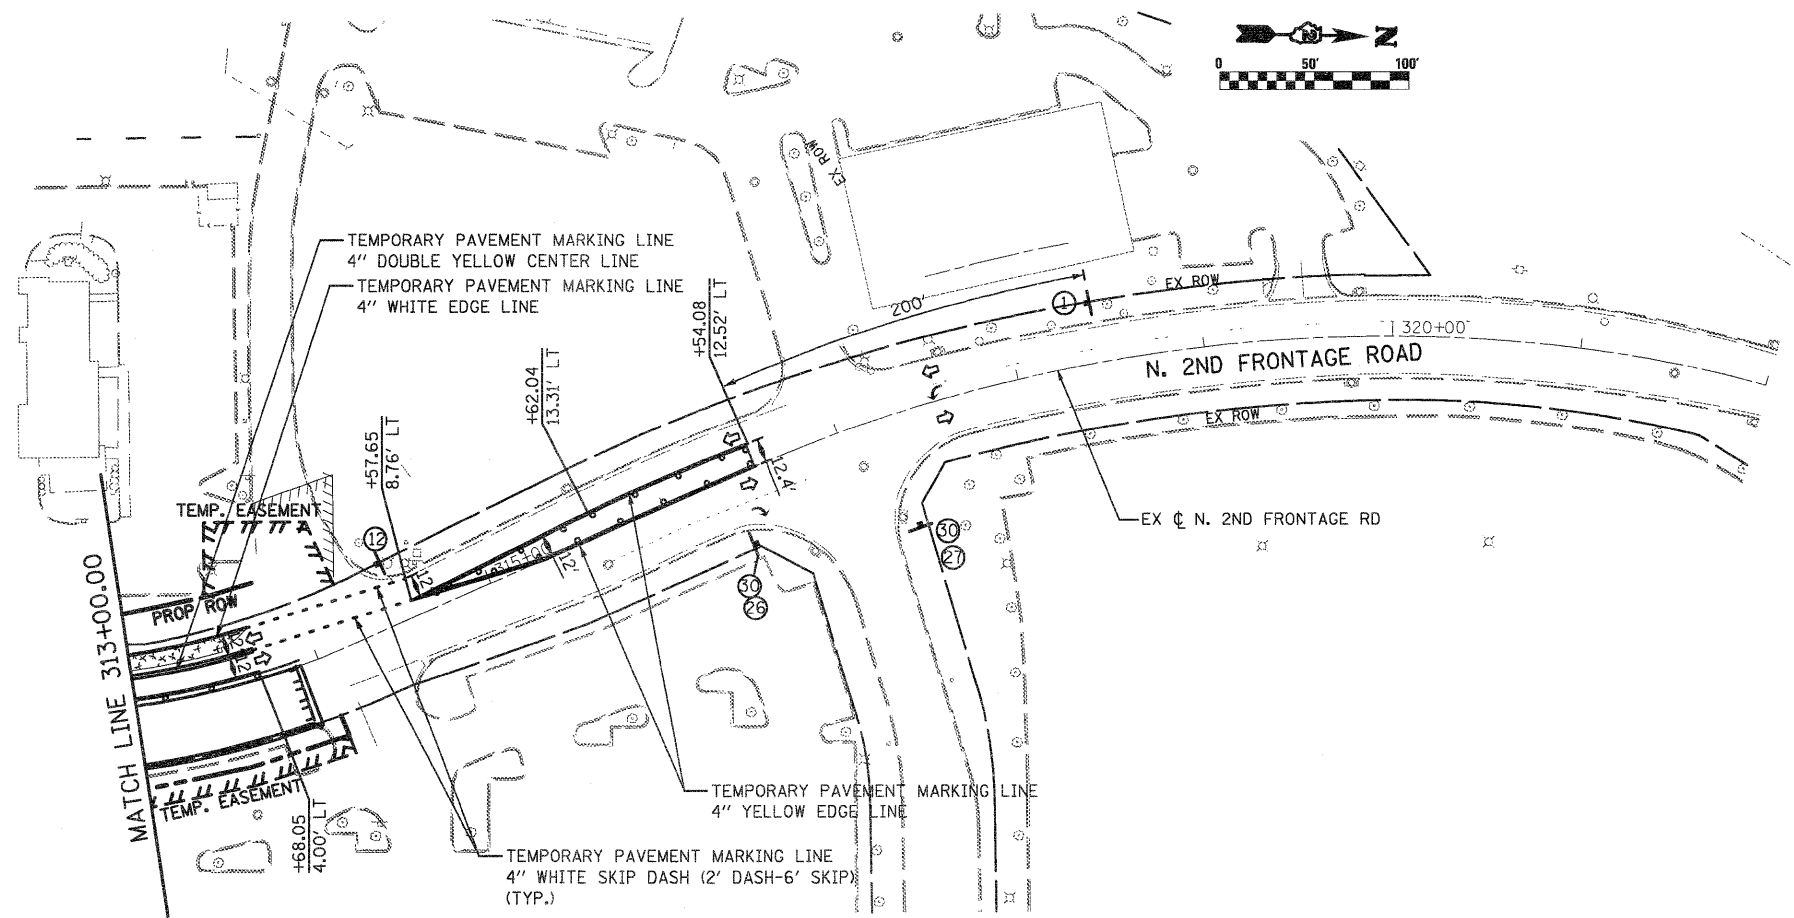 N
0 50' 100'
EX ROW
TEMPORARY PAVEMENT MARKING LINE
4" DOUBLE YELLOW CENTER LINE
TEMPORARY PAVEMENT MARKING LINE
4" WHITE EDGE LINE
+54.08
12.52' LT
200'
1
EX ROW
320+00
N. 2ND FRONTAGE ROAD
EX ROW
+62.04
13.31' LT
+57.65
8.76' LT
12.4'
TEMP. EASEMENT
12
EX ℄ N. 2ND FRONTAGE RD
30
27
315+00
12'
12'
30
26
PROP ROW
12'
12'
MATCH LINE 313+00.00
TEMP. EASEMENT
+68.05
4.00' LT
TEMPORARY PAVEMENT MARKING LINE
4" YELLOW EDGE LINE
TEMPORARY PAVEMENT MARKING LINE
4" WHITE SKIP DASH (2' DASH-6' SKIP)
(TYP.)